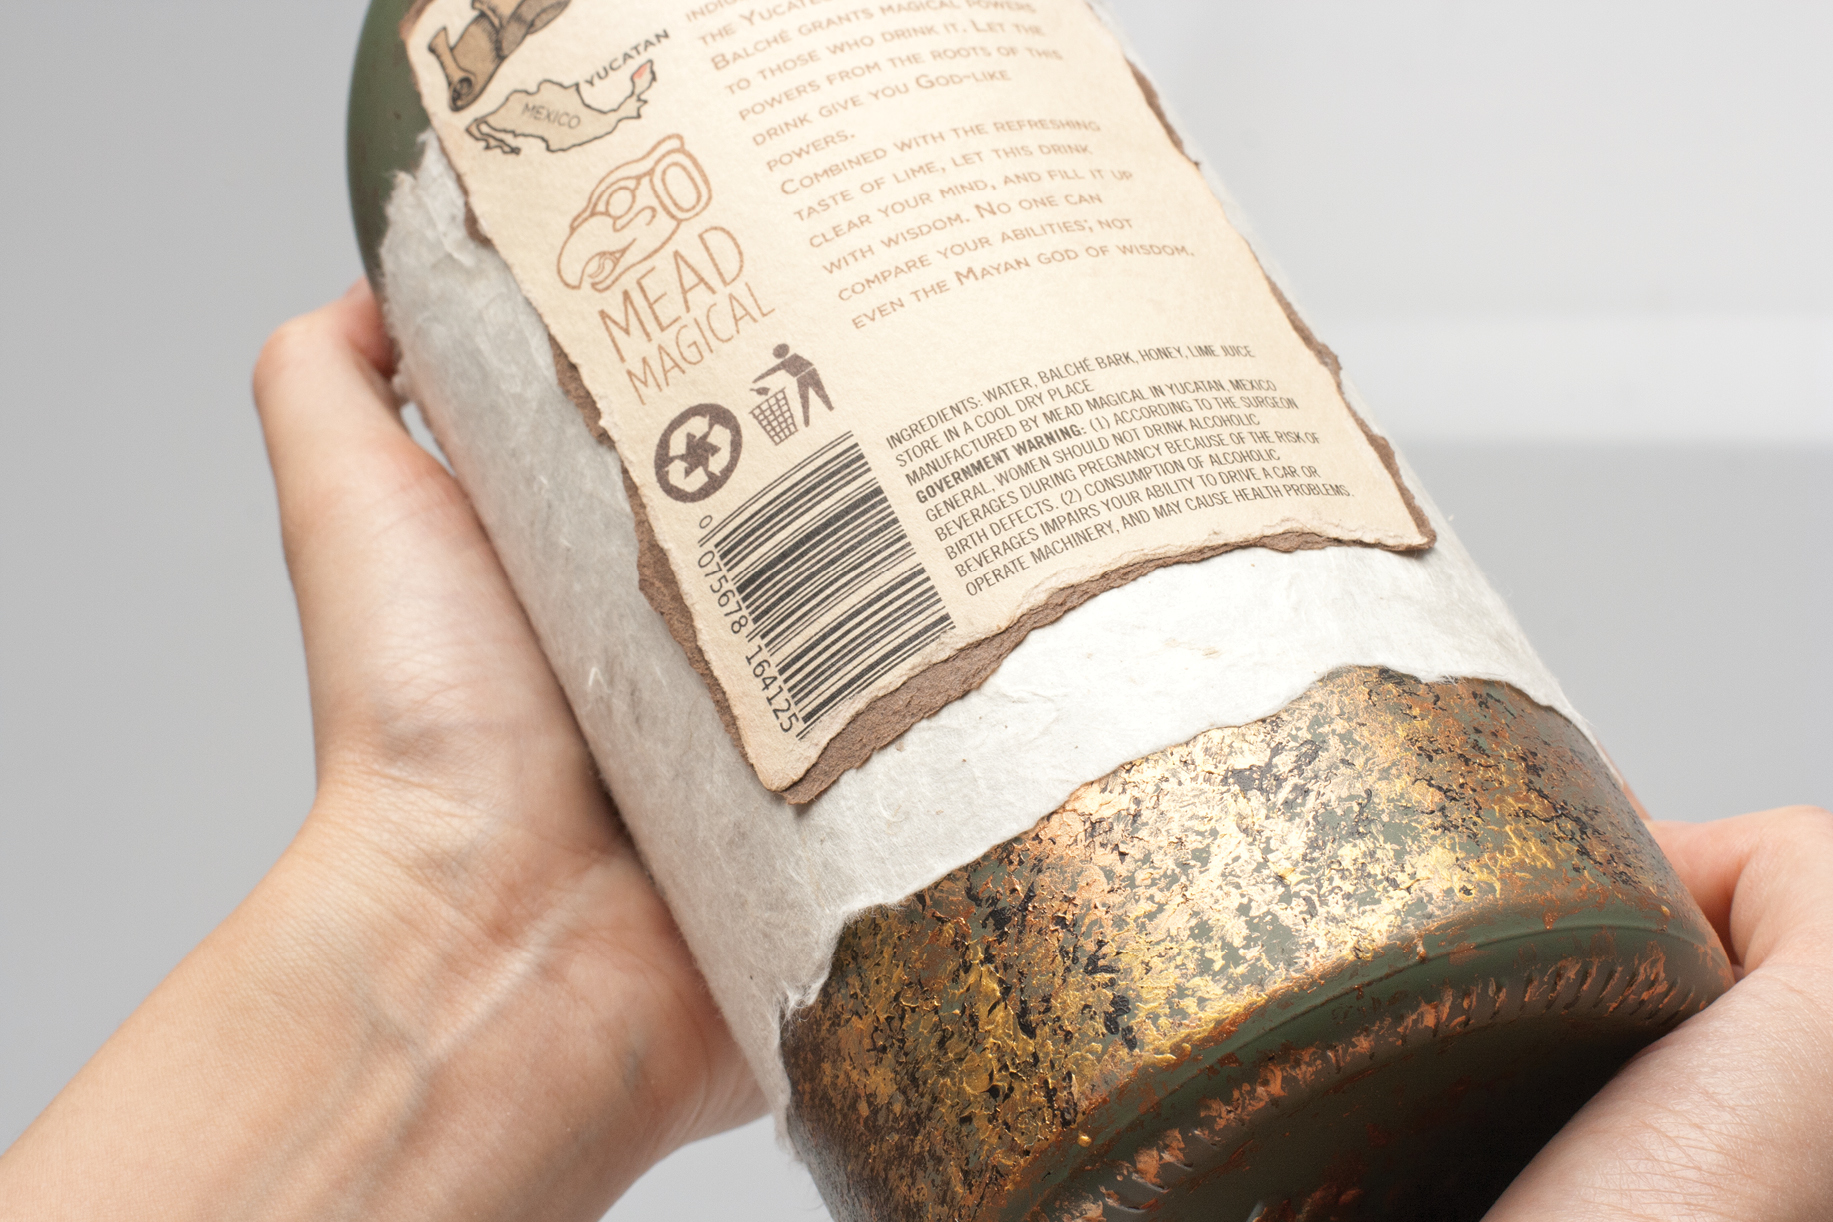 YUCATAN
MEXICO
THE YUCATE
BALCHÉ GRANTS MAGICAL POWERS
TO THOSE WHO DRINK IT. LET THE
POWERS FROM THE ROOTS OF THIS
DRINK GIVE YOU GOD-LIKE
POWERS.
COMBINED WITH THE REFRESHING
TASTE OF LIME, LET THIS DRINK
CLEAR YOUR MIND, AND FILL IT UP
WITH WISDOM. NO ONE CAN
COMPARE YOUR ABILITIES; NOT
EVEN THE MAYAN GOD OF WISDOM.
MEAD
MAGICAL
INGREDIENTS: WATER, BALCHÉ BARK, HONEY, LIME JUICE
STORE IN A COOL DRY PLACE
MANUFACTURED BY MEAD MAGICAL IN YUCATAN, MEXICO
GOVERNMENT WARNING: (1) ACCORDING TO THE SURGEON
GENERAL, WOMEN SHOULD NOT DRINK ALCOHOLIC
BEVERAGES DURING PREGNANCY BECAUSE OF THE RISK OF
BIRTH DEFECTS. (2) CONSUMPTION OF ALCOHOLIC
BEVERAGES IMPAIRS YOUR ABILITY TO DRIVE A CAR OR
OPERATE MACHINERY, AND MAY CAUSE HEALTH PROBLEMS.
0 075678 164125